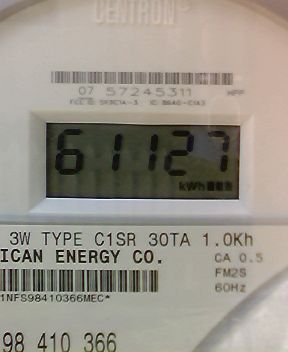 CENTRON®
07 57245311 HPP
61127
kWh
3W TYPE C1SR 30TA 1.0Kh
ICAN ENERGY CO.
CA 0.5
FM2S
60Hz
1NFS98410366MEC*
98 410 366